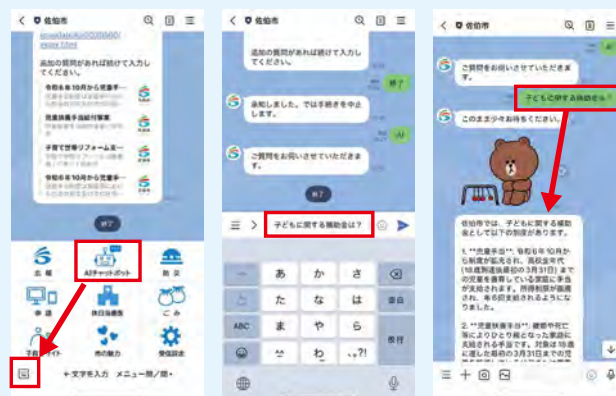 佐伯市
追加の質問があれば続けて入力し
てください。
令和6年10月から児童手…
児童扶養手当給付事業
子育て世帯リフォーム支…
令和6年10月から児童手…
終了
広報
AIチャットボット
防災
申請
休日当番医
ごみ
市の魅力
受信設定
文字を入力 メニュー開/閉
佐伯市
追加の質問があれば続けて入力し
てください。
終了
承知しました。では手続きを中止
します。
AI
ご質問をお伺いさせていただきま
す。
終了
子どもに関する補助金は?
あ
か
さ
た
な
は
空白
ABC
ま
や
ら
改行
わ
、。?!
佐伯市
AI
ご質問をお伺いさせていただきま
す。
子どもに関する補助金は?
このまま少々お待ちください。
佐伯市では、子どもに関する補助
金として以下の制度があります。
1. **児童手当**: 令和6年10月か
ら制度が拡充され、高校生年代
(18歳到達後最初の3月31日)まで
の児童を養育している家庭に手当
が支給されます。所得制限が撤廃
され、年6回支給されるようにな
りました。
2. **児童扶養手当**: 離婚や死亡
等によりひとり親となった家庭に
支給される手当です。対象は18歳
に達した最初の3月31日までの児